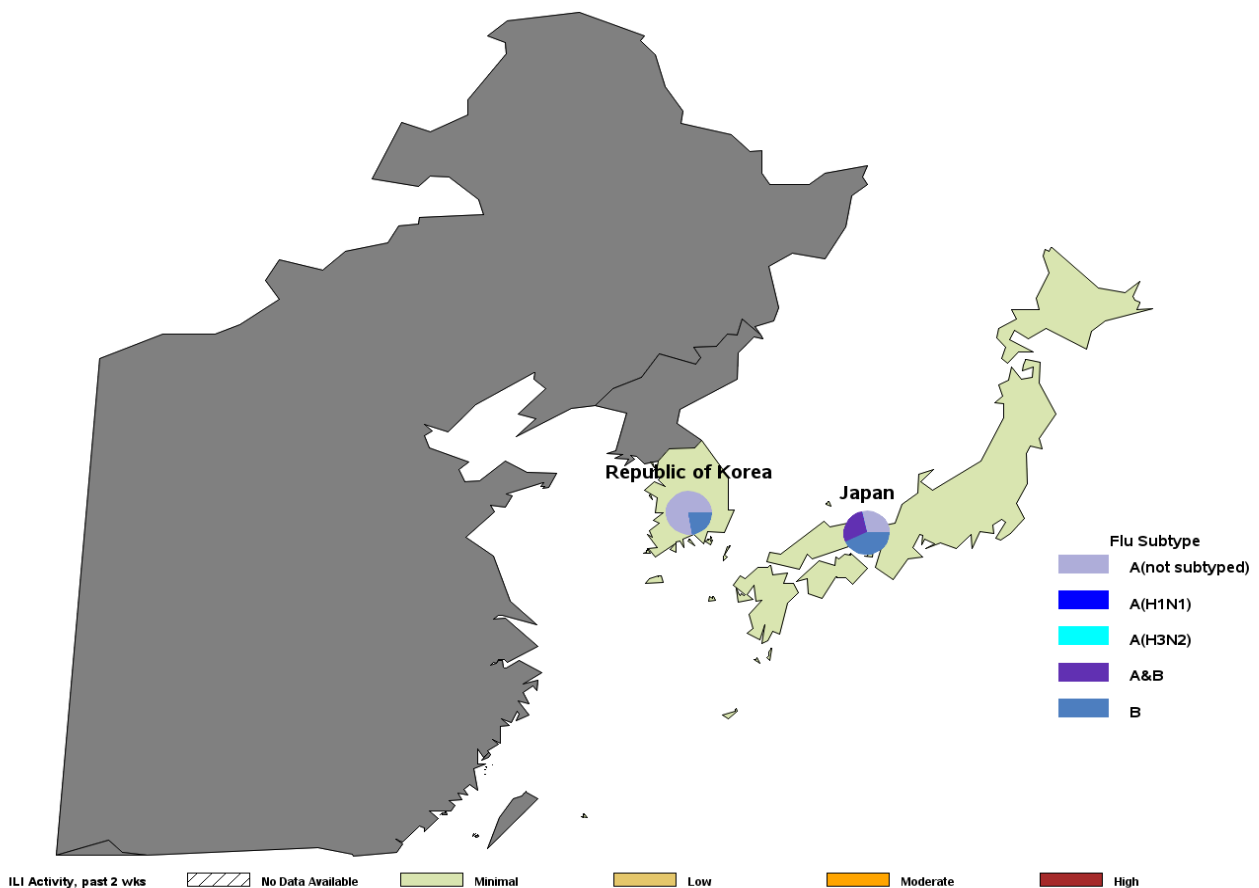 Republic of Korea
Japan
Flu Subtype
A(not subtyped)
A(H1N1)
A(H3N2)
A&B
B
ILI Activity, past 2 wks No Data Available Minimal Low Moderate High